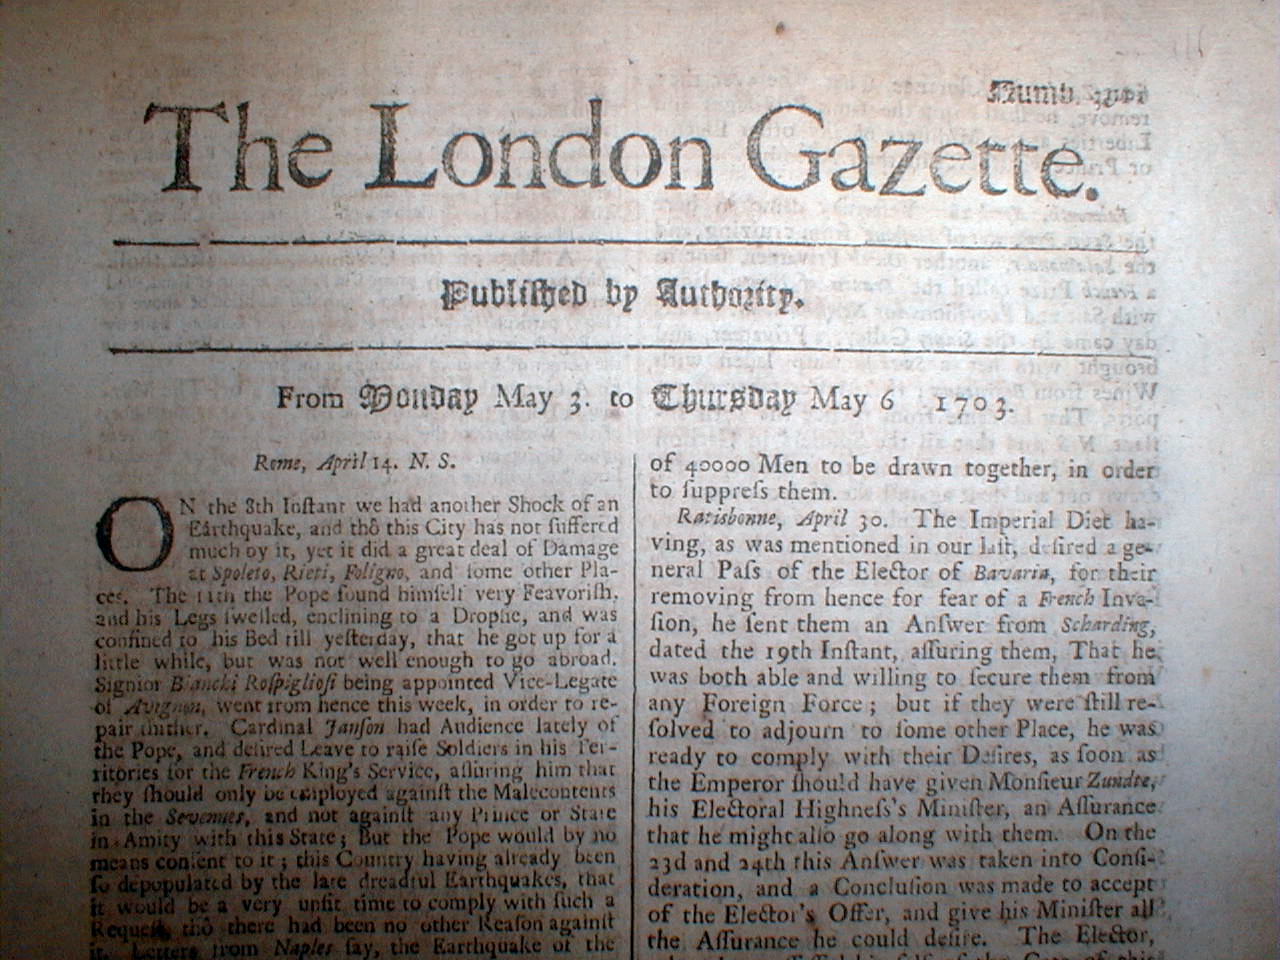 Numb. 3911
The London Gazette.
Published by Authority.
From Monday May 3. to Thursday May 6 1703.
Rome, April 14. N. S.
ON the 8th Inſtant we had another Shock of an
Earthquake, and thô this City has not ſuffered
much by it, yet it did a great deal of Damage
at Spoleto, Rieti, Foligno, and ſome other Pla-
ces. The 11th the Pope found himſelf very Feavoriſh,
and his Legs ſwelled, enclining to a Dropſie, and was
confined to his Bed till yeſterday, that he got up for a
little while, but was not well enough to go abroad.
Signior Biancki Roſpiglioſi being appointed Vice-Legate
of Avignon, went from hence this week, in order to re-
pair thither. Cardinal Janſon had Audience lately of
the Pope, and deſired Leave to raiſe Soldiers in his Ter-
ritories for the French King's Service, aſſuring him that
they ſhould only be employed againſt the Malecontents
in the Sevennes, and not againſt any Prince or State
in Amity with this State; But the Pope would by no
means conſent to it; this Country having already been
ſo depopulated by the late dreadful Earthquakes, that
it would be a very unfit time to comply with ſuch a
Requeſt, thô there had been no other Reaſon againſt
it. Letters from Naples ſay, the Earthquake of the
of 40000 Men to be drawn together, in order
to ſuppreſs them.
Ratisbonne, April 30. The Imperial Diet ha-
ving, as was mentioned in our laſt, deſired a ge-
neral Paſs of the Elector of Bavaria, for their
removing from hence for fear of a French Inva-
ſion, he ſent them an Anſwer from Scharding,
dated the 19th Inſtant, aſſuring them, That he
was both able and willing to ſecure them from
any Foreign Force; but if they were ſtill re-
ſolved to adjourn to ſome other Place, he was
ready to comply with their Deſires, as ſoon as
the Emperor ſhould have given Monſieur Zundre,
his Electoral Highneſs's Miniſter, an Aſſurance
that he might alſo go along with them. On the
23d and 24th this Anſwer was taken into Conſi-
deration, and a Concluſion was made to accept
of the Elector's Offer, and give his Miniſter all
the Aſſurance he could deſire. The Elector,